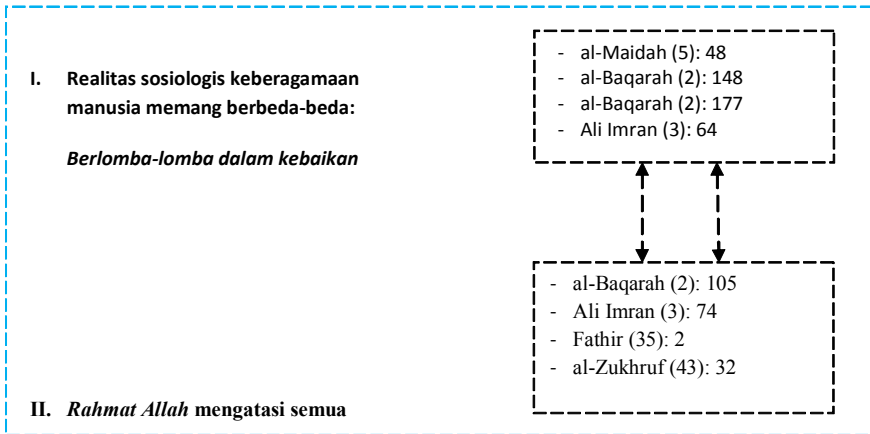 I. Realitas sosiologis keberagamaan
manusia memang berbeda-beda:
Berlomba-lomba dalam kebaikan
- al-Maidah (5): 48
- al-Baqarah (2): 148
- al-Baqarah (2): 177
- Ali Imran (3): 64
- al-Baqarah (2): 105
- Ali Imran (3): 74
- Fathir (35): 2
- al-Zukhruf (43): 32
II. Rahmat Allah mengatasi semua